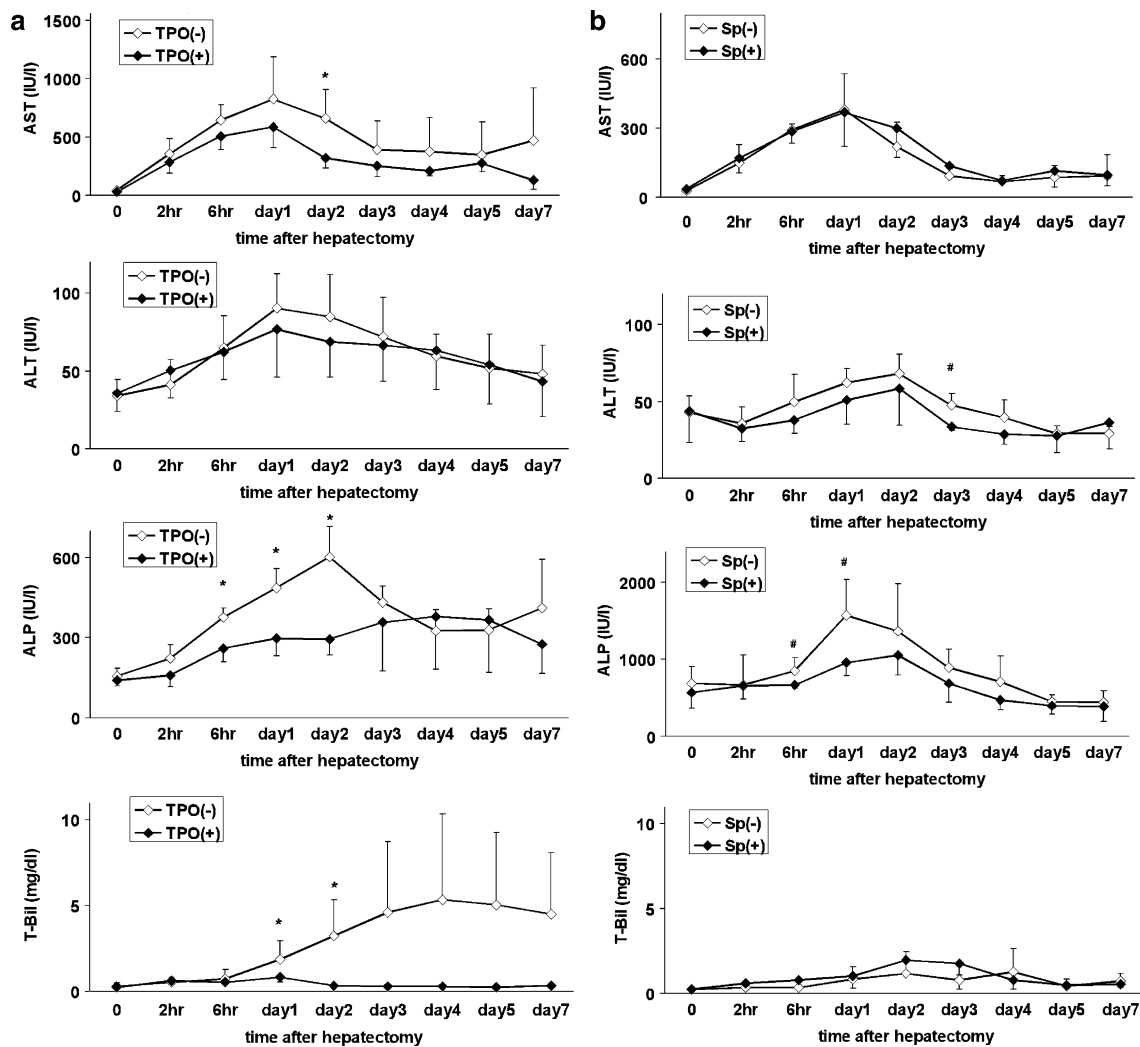 a
1500
1000
500
0
AST (IU/l)
TPO(-)
TPO(+)
*
0 2hr 6hr day1 day2 day3 day4 day5 day7
time after hepatectomy
100
50
0
ALT (IU/l)
TPO(-)
TPO(+)
0 2hr 6hr day1 day2 day3 day4 day5 day7
time after hepatectomy
600
300
0
ALP (IU/l)
TPO(-)
TPO(+)
* * *
0 2hr 6hr day1 day2 day3 day4 day5 day7
time after hepatectomy
10
5
0
T-Bil (mg/dl)
TPO(-)
TPO(+)
* *
0 2hr 6hr day1 day2 day3 day4 day5 day7
time after hepatectomy
b
600
300
0
AST (IU/l)
Sp(-)
Sp(+)
0 2hr 6hr day1 day2 day3 day4 day5 day7
time after hepatectomy
100
50
0
ALT (IU/l)
Sp(-)
Sp(+)
#
0 2hr 6hr day1 day2 day3 day4 day5 day7
time after hepatectomy
2000
1000
0
ALP (IU/l)
Sp(-)
Sp(+)
# #
0 2hr 6hr day1 day2 day3 day4 day5 day7
time after hepatectomy
10
5
0
T-Bil (mg/dl)
Sp(-)
Sp(+)
0 2hr 6hr day1 day2 day3 day4 day5 day7
time after hepatectomy